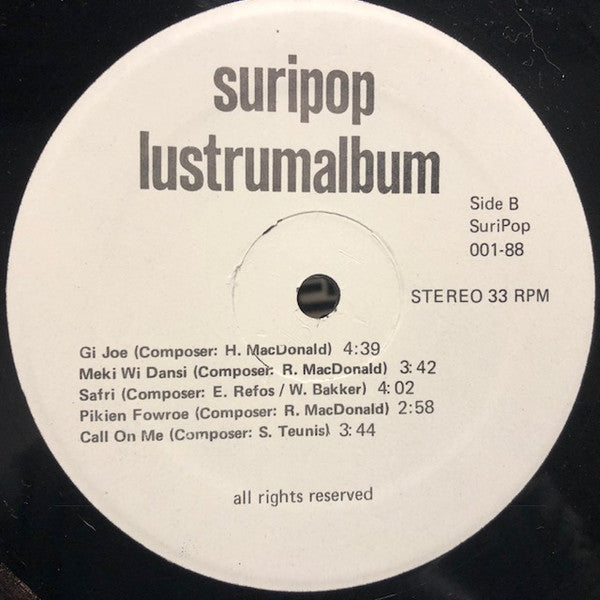 suripop
lustrumalbum
Side B
SuriPop
001-88
STEREO 33 RPM
Gi Joe (Composer: H. MacDonald) 4:39
Meki Wi Dansi (Composer: R. MacDonald) 3:42
Safri (Composer: E. Refos / W. Bakker) 4:02
Pikien Fowroe (Composer: R. MacDonald) 2:58
Call On Me (Composer: S. Teunis) 3:44
all rights reserved